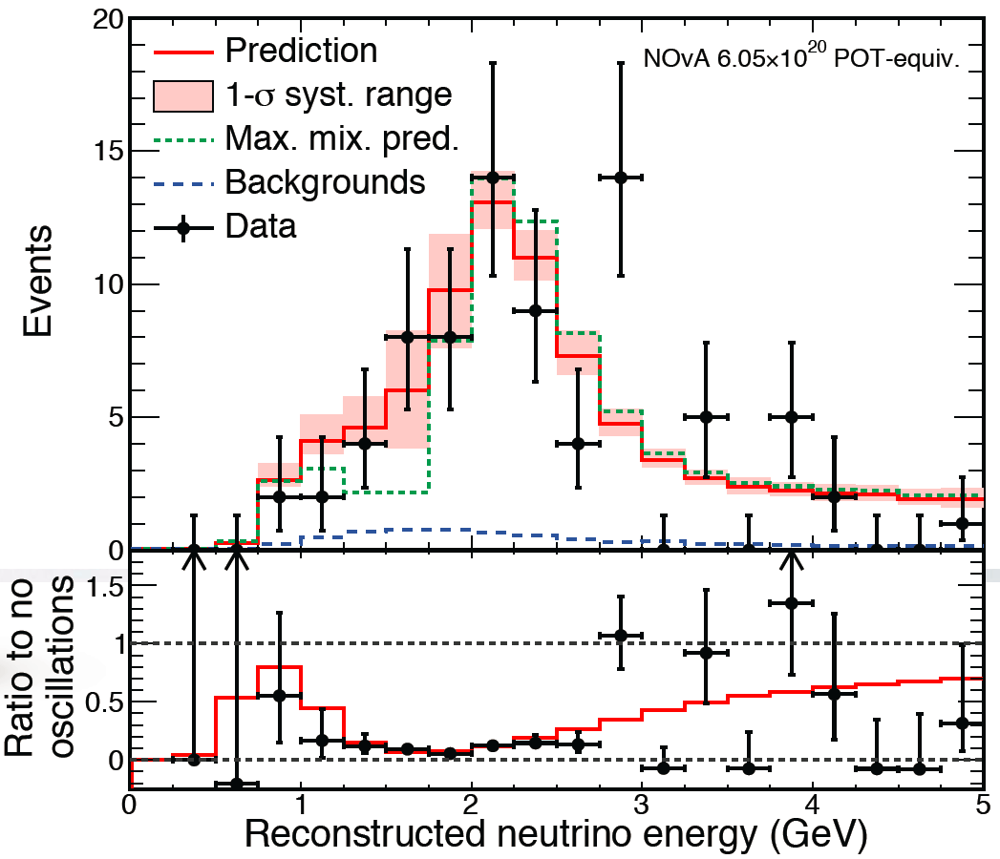 20
15
10
5
0
Events
Prediction
1-σ syst. range
Max. mix. pred.
Backgrounds
Data
NOvA 6.05×10²⁰ POT-equiv.
1.5
1
0.5
0
Ratio to no
oscillations
0 1 2 3 4 5
Reconstructed neutrino energy (GeV)